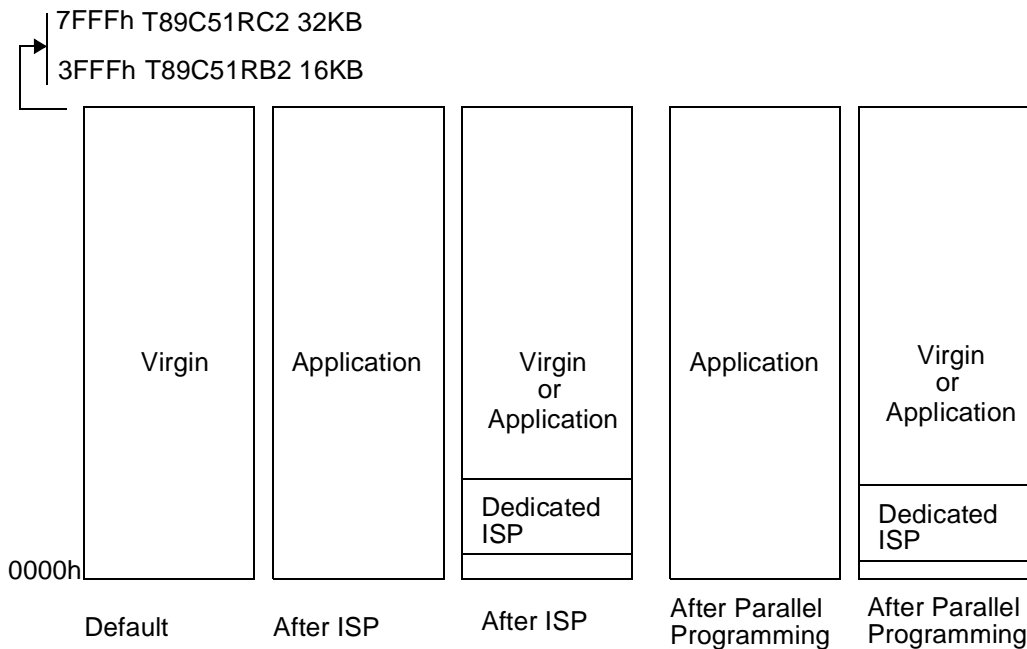 7FFFh T89C51RC2 32KB
3FFFh T89C51RB2 16KB
Virgin
Application
Virgin
or
Application
Dedicated
ISP
Application
Virgin
or
Application
Dedicated
ISP
0000h
Default
After ISP
After ISP
After Parallel
Programming
After Parallel
Programming